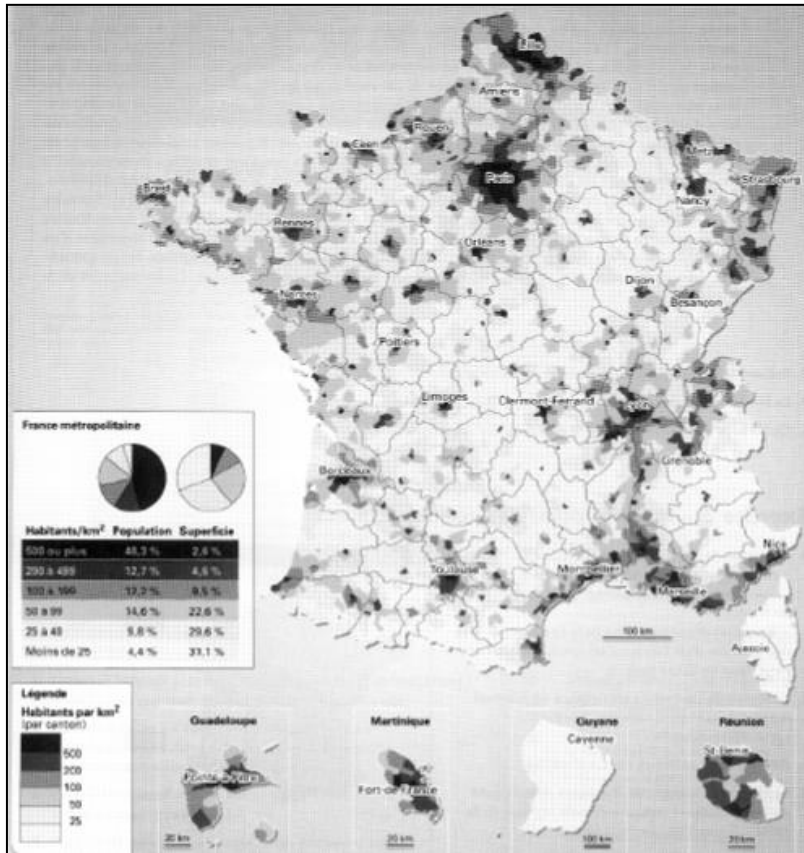 Lille
Amiens
Rouen
Caen
Metz
Paris
Strasbourg
Brest
Nancy
Rennes
Orléans
Nantes
Dijon
Besançon
Poitiers
Limoges
Clermont-Ferrand
Lyon
France métropolitaine
Grenoble
Bordeaux
Habitants/km² Population Superficie
500 ou plus 46,3 % 2,6 %
200 à 499 12,7 % 4,6 %
100 à 199 12,2 % 9,5 %
50 à 99 14,6 % 22,6 %
25 à 49 9,8 % 29,6 %
Moins de 25 4,4 % 31,1 %
Nice
Toulouse
Montpellier
Marseille
100 km
Ajaccio
Légende
Habitants par km²
(par canton)
500
200
100
50
25
Guadeloupe
Pointe-à-Pitre
20 km
Martinique
Fort-de-France
20 km
Guyane
Cayenne
100 km
Réunion
St-Denis
20 km